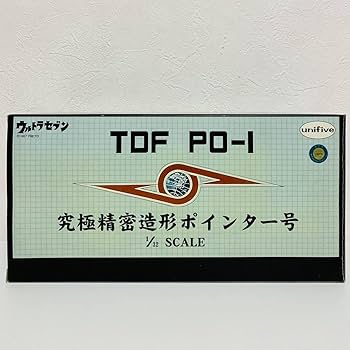 ウルトラセブン
unifive
TDF PO-1
究極精密造形ポインター号
1/12 SCALE